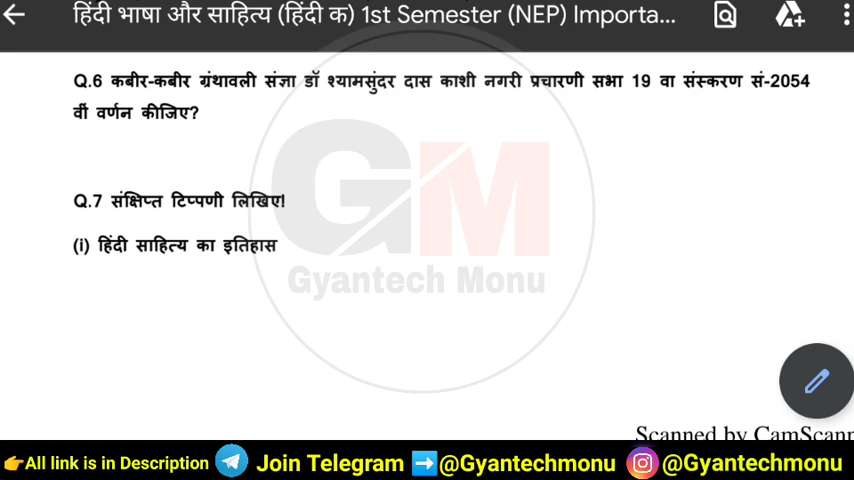 हिंदी भाषा और साहित्य (हिंदी क) 1st Semester (NEP) Importa...
Q.6 कबीर-कबीर ग्रंथावली संज्ञा डॉ श्यामसुंदर दास काशी नगरी प्रचारणी सभा 19 वा संस्करण सं-2054
वीं वर्णन कीजिए?
Q.7 संक्षिप्त टिप्पणी लिखिए!
(i) हिंदी साहित्य का इतिहास
GM
Gyantech Monu
Scanned by CamScann
👉All link is in Description Join Telegram ➡️@Gyantechmonu @Gyantechmonu